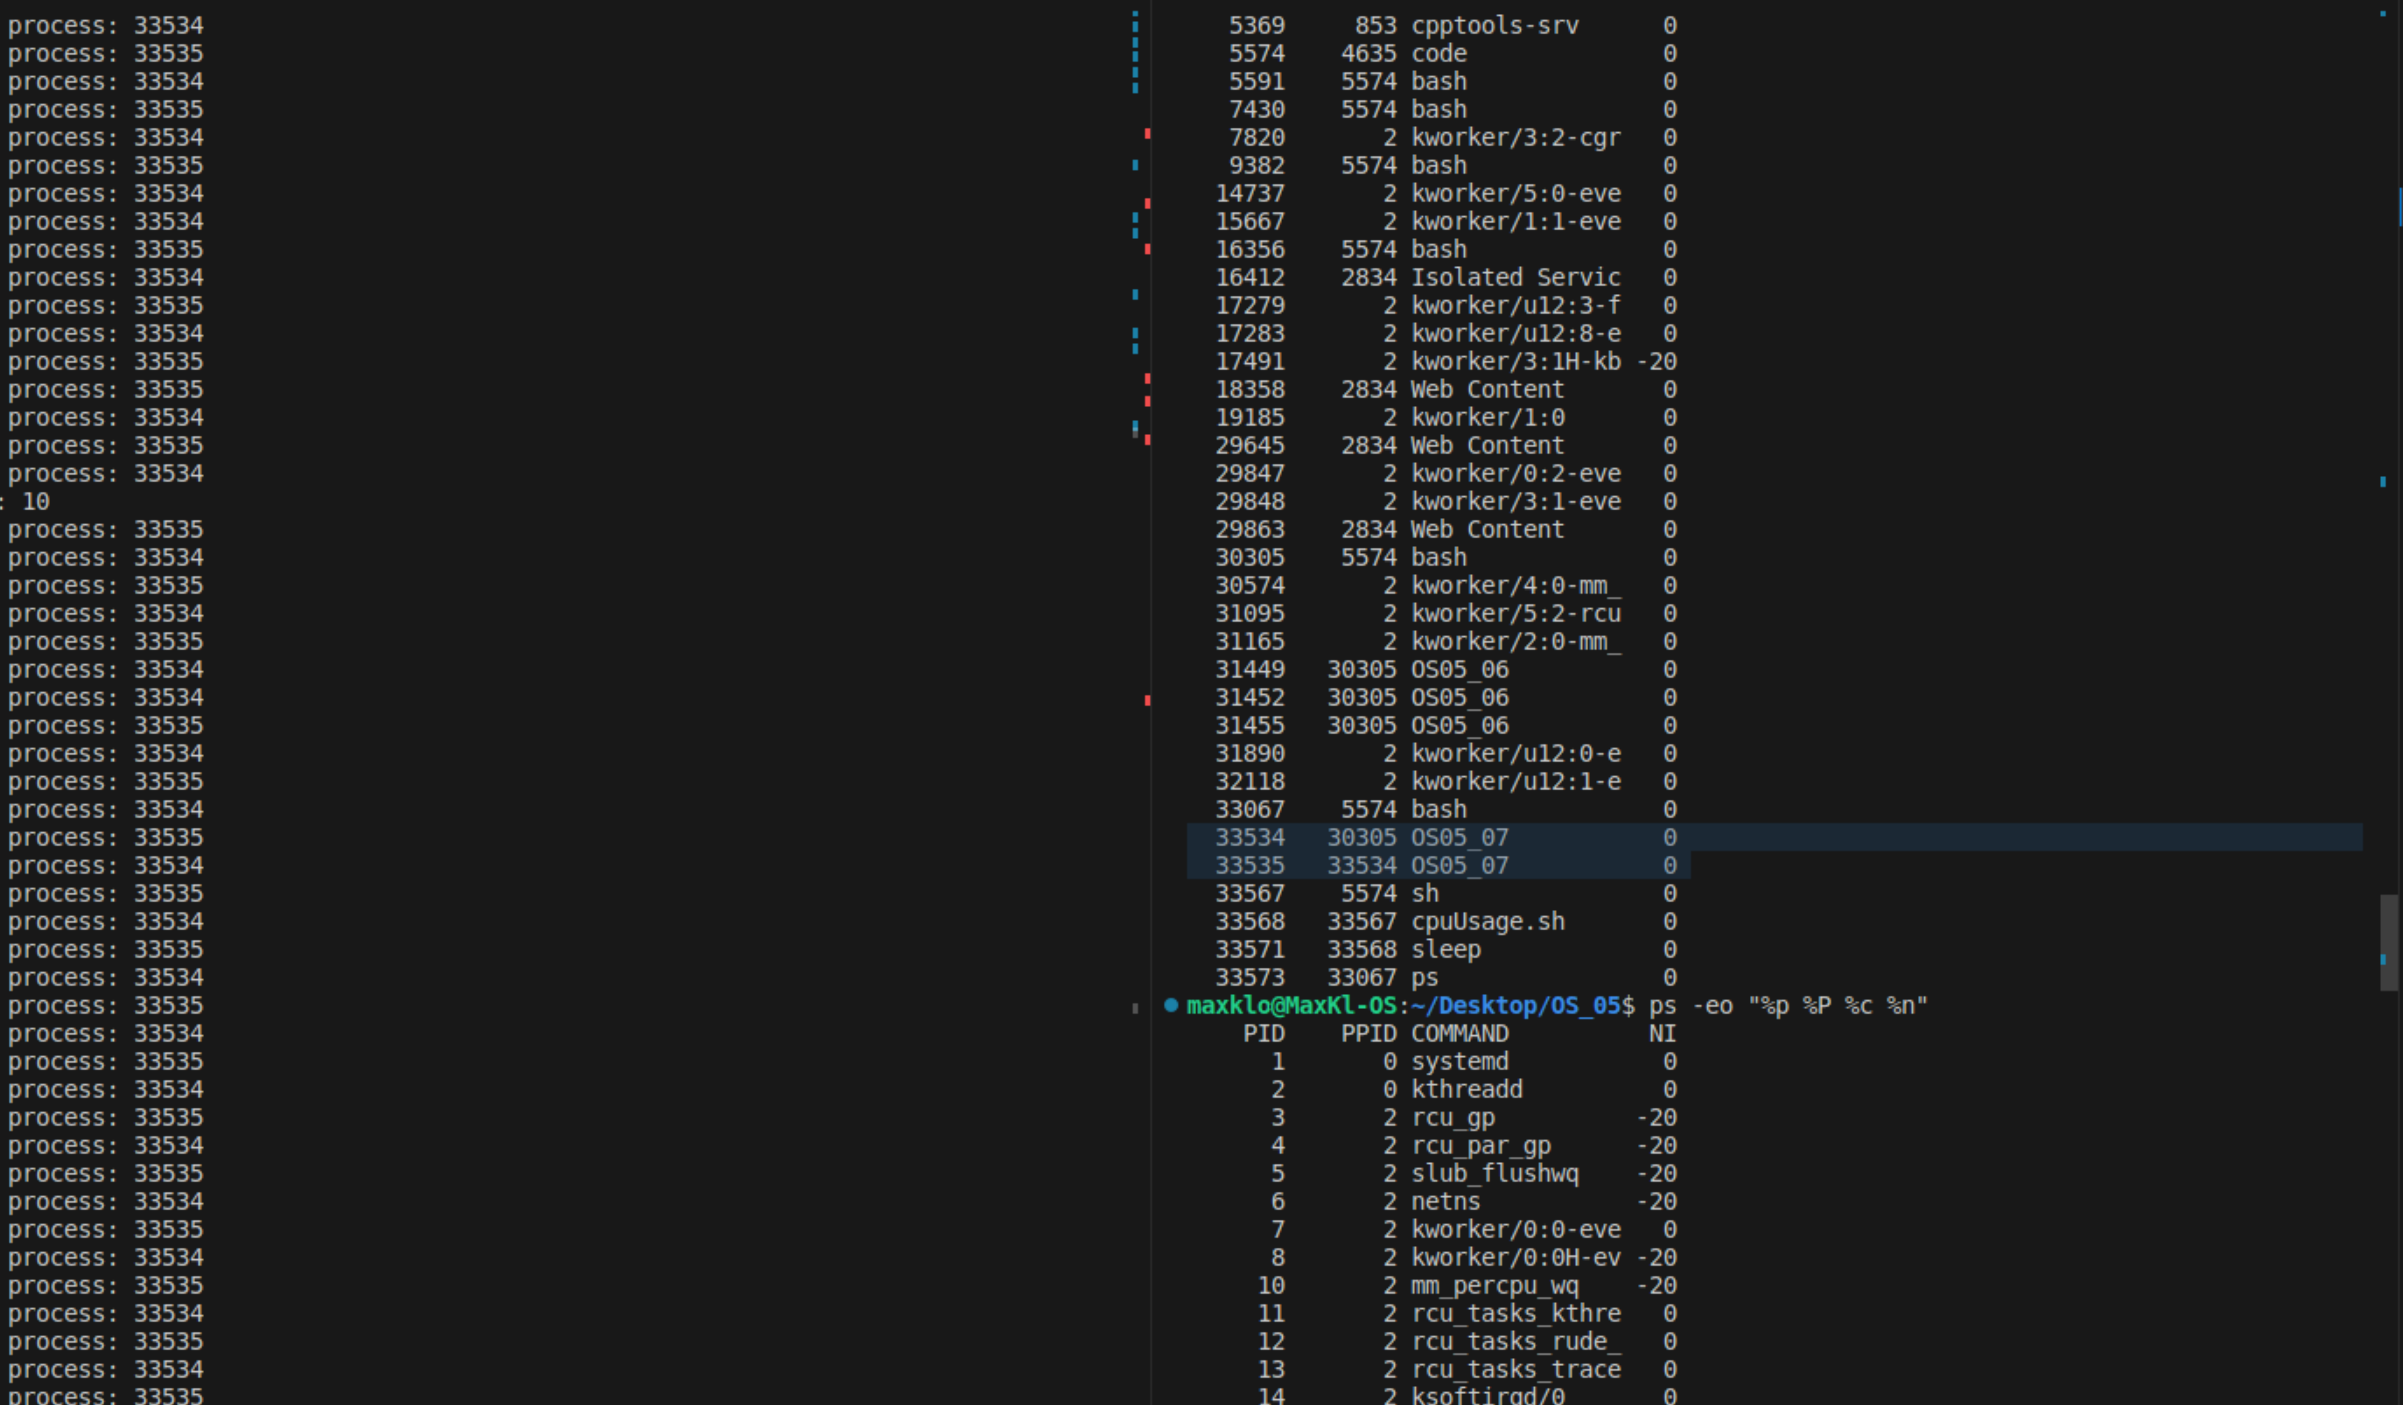 process: 33534
process: 33535
process: 33534
process: 33535
process: 33534
process: 33535
process: 33534
process: 33534
process: 33535
process: 33534
process: 33535
process: 33534
process: 33535
process: 33535
process: 33534
process: 33535
process: 33534
: 10
process: 33535
process: 33534
process: 33535
process: 33534
process: 33535
process: 33534
process: 33534
process: 33535
process: 33534
process: 33535
process: 33534
process: 33535
process: 33534
process: 33535
process: 33534
process: 33535
process: 33534
process: 33535
process: 33534
process: 33535
process: 33534
process: 33535
process: 33534
process: 33535
process: 33534
process: 33535
process: 33534
process: 33535
process: 33534
process: 33535
process: 33534
process: 33535
5369 853 cpptools-srv 0
5574 4635 code 0
5591 5574 bash 0
7430 5574 bash 0
7820 2 kworker/3:2-cgr 0
9382 5574 bash 0
14737 2 kworker/5:0-eve 0
15667 2 kworker/1:1-eve 0
16356 5574 bash 0
16412 2834 Isolated Servic 0
17279 2 kworker/u12:3-f 0
17283 2 kworker/u12:8-e 0
17491 2 kworker/3:1H-kb -20
18358 2834 Web Content 0
19185 2 kworker/1:0 0
29645 2834 Web Content 0
29847 2 kworker/0:2-eve 0
29848 2 kworker/3:1-eve 0
29863 2834 Web Content 0
30305 5574 bash 0
30574 2 kworker/4:0-mm_ 0
31095 2 kworker/5:2-rcu 0
31165 2 kworker/2:0-mm_ 0
31449 30305 OS05_06 0
31452 30305 OS05_06 0
31455 30305 OS05_06 0
31890 2 kworker/u12:0-e 0
32118 2 kworker/u12:1-e 0
33067 5574 bash 0
33534 30305 OS05_07 0
33535 33534 OS05_07 0
33567 5574 sh 0
33568 33567 cpuUsage.sh 0
33571 33568 sleep 0
33573 33067 ps 0
maxklo@MaxKl-OS:~/Desktop/OS_05$ ps -eo "%p %P %c %n"
PID PPID COMMAND NI
1 0 systemd 0
2 0 kthreadd 0
3 2 rcu_gp -20
4 2 rcu_par_gp -20
5 2 slub_flushwq -20
6 2 netns -20
7 2 kworker/0:0-eve 0
8 2 kworker/0:0H-ev -20
10 2 mm_percpu_wq -20
11 2 rcu_tasks_kthre 0
12 2 rcu_tasks_rude_ 0
13 2 rcu_tasks_trace 0
14 2 ksoftirqd/0 0